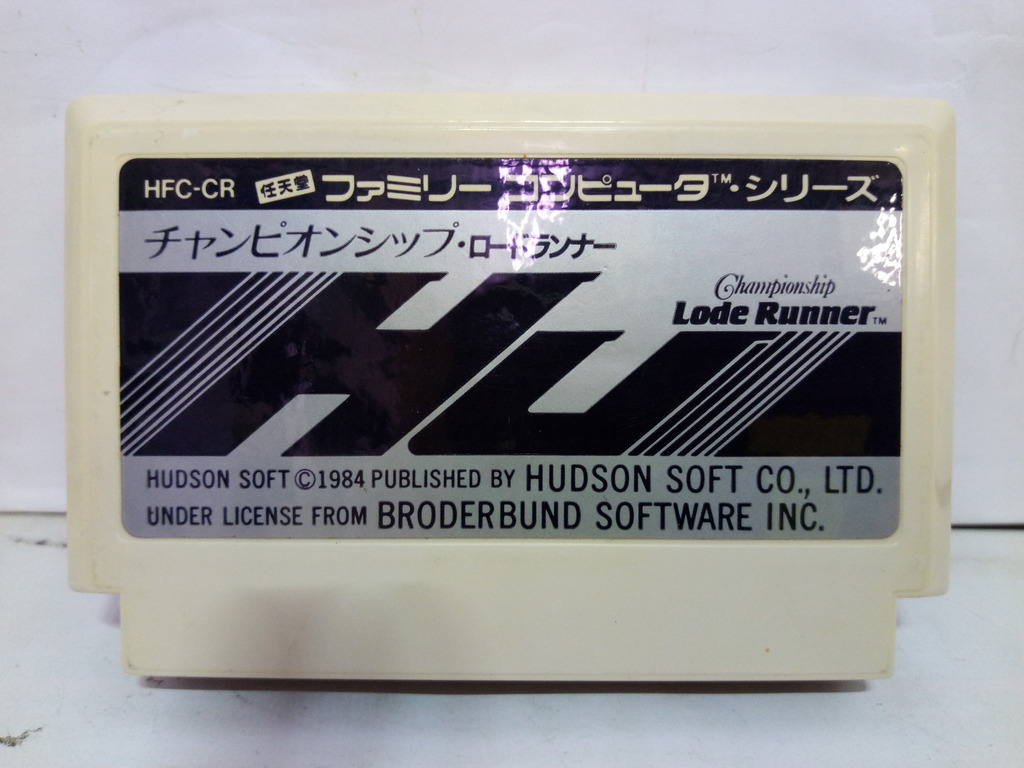 HFC-CR 任天堂 ファミリー コンピュータ™・シリーズ
チャンピオンシップ・ロードランナー
Championship
Lode Runner™
HU
HUDSON SOFT ©1984 PUBLISHED BY HUDSON SOFT CO., LTD.
UNDER LICENSE FROM BRODERBUND SOFTWARE INC.